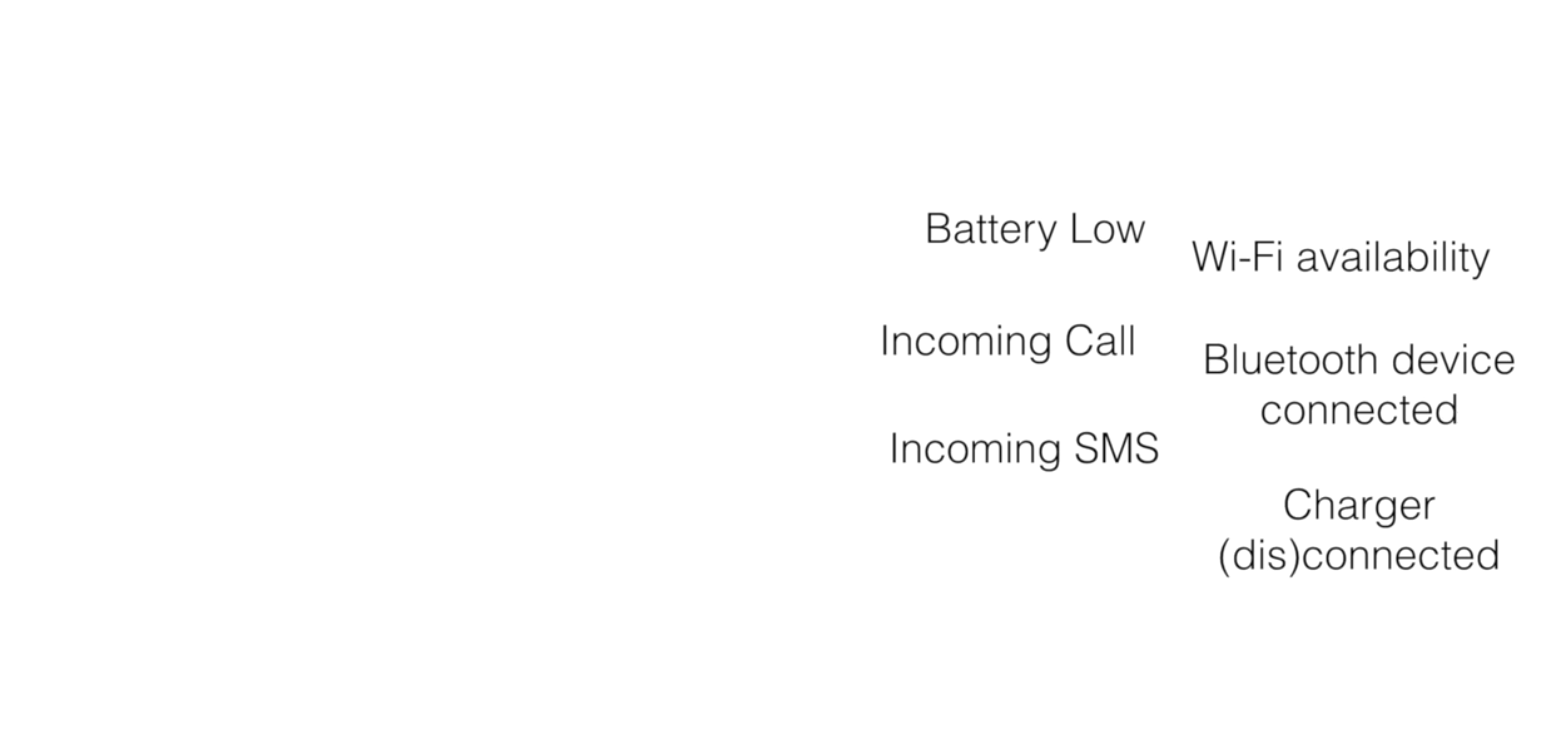 Battery Low
Wi-Fi availability
Incoming Call
Bluetooth device
connected
Incoming SMS
Charger
(dis)connected